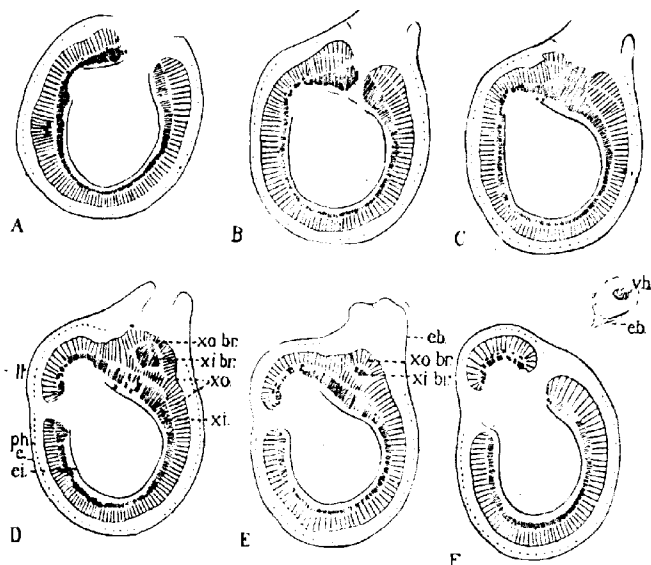 A
B
C
vh.
eb.
xo br.
xi br.
xo.
xi.
lh
ph
c.
ei.
D
eb.
xo br.
xi br.
E
F